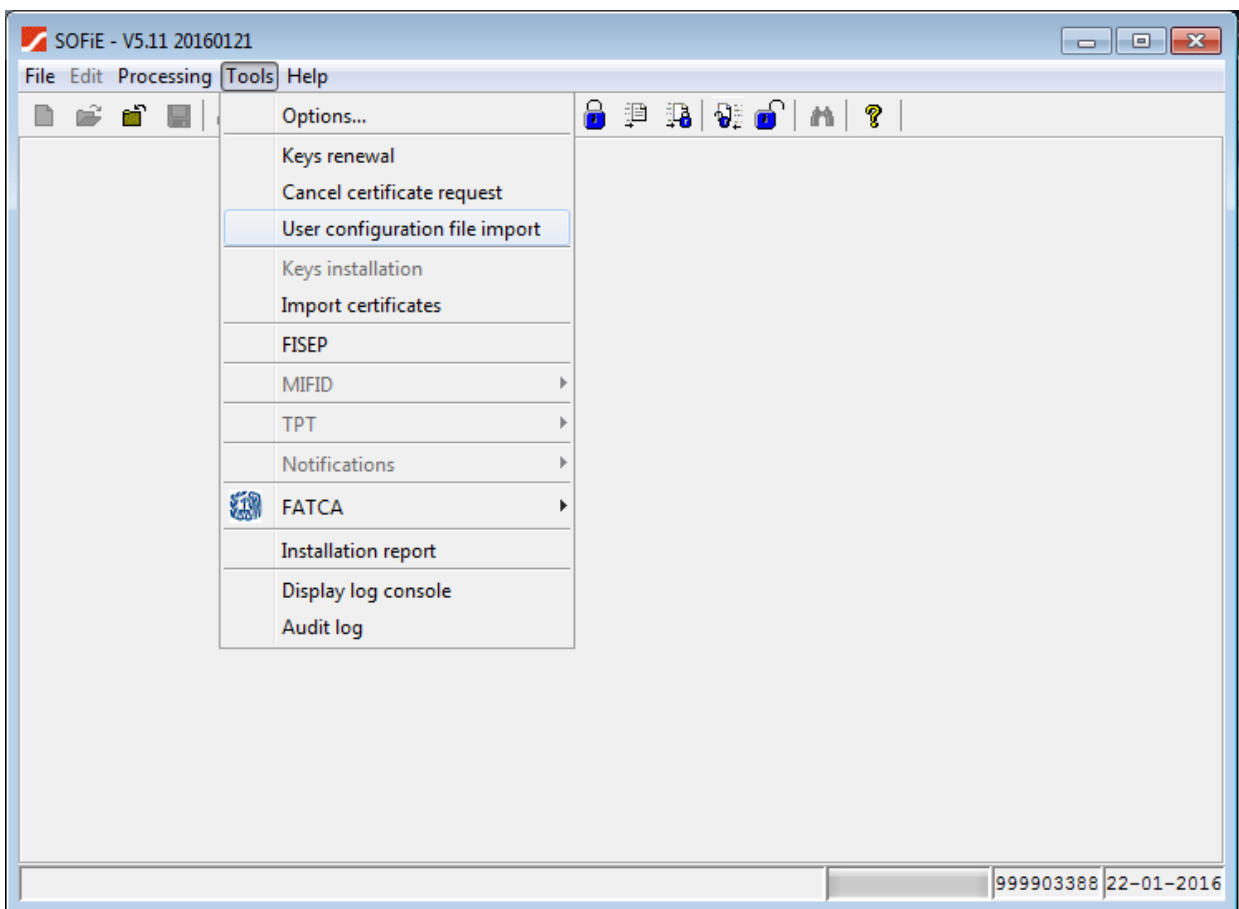 SOFiE - V5.11 20160121
File Edit Processing Tools Help
Options...
Keys renewal
Cancel certificate request
User configuration file import
Keys installation
Import certificates
FISEP
MIFID
TPT
Notifications
FATCA
Installation report
Display log console
Audit log
999903388 22-01-2016